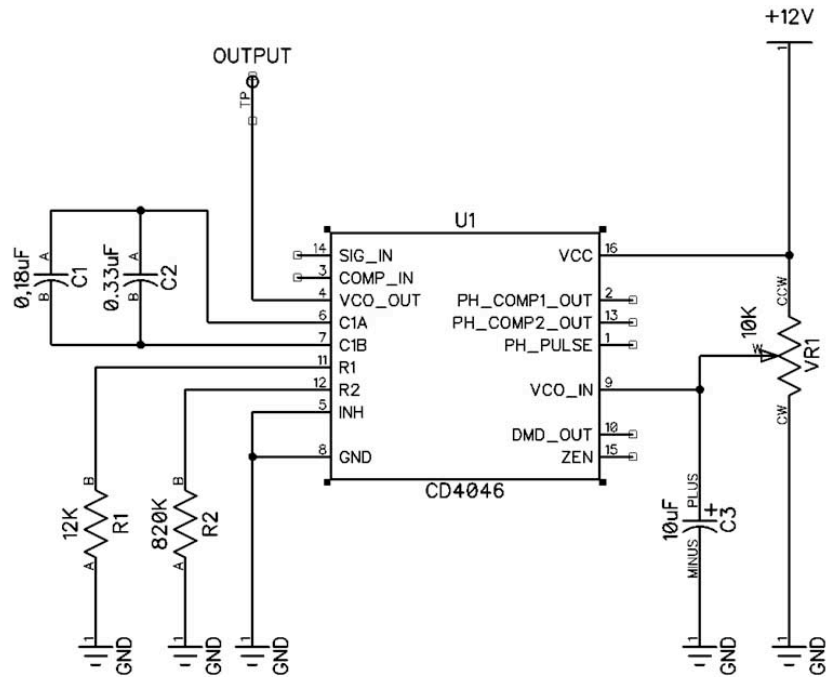 +12V
1
OUTPUT
TP
U1
14 SIG_IN
3 COMP_IN
4 VCO_OUT
6 C1A
7 C1B
11 R1
12 R2
5 INH
8 GND
VCC 16
PH_COMP1_OUT 2
PH_COMP2_OUT 13
PH_PULSE 1
VCO_IN 9
DMD_OUT 10
ZEN 15
CD4046
0,18uF
A
B
C1
0.33uF
A
B
C2
CCW
10K
W
VR1
CW
12K
B
A
R1
820K
B
A
R2
10uF
PLUS
+
MINUS
C3
1
GND
1
GND
1
GND
1
GND
1
GND